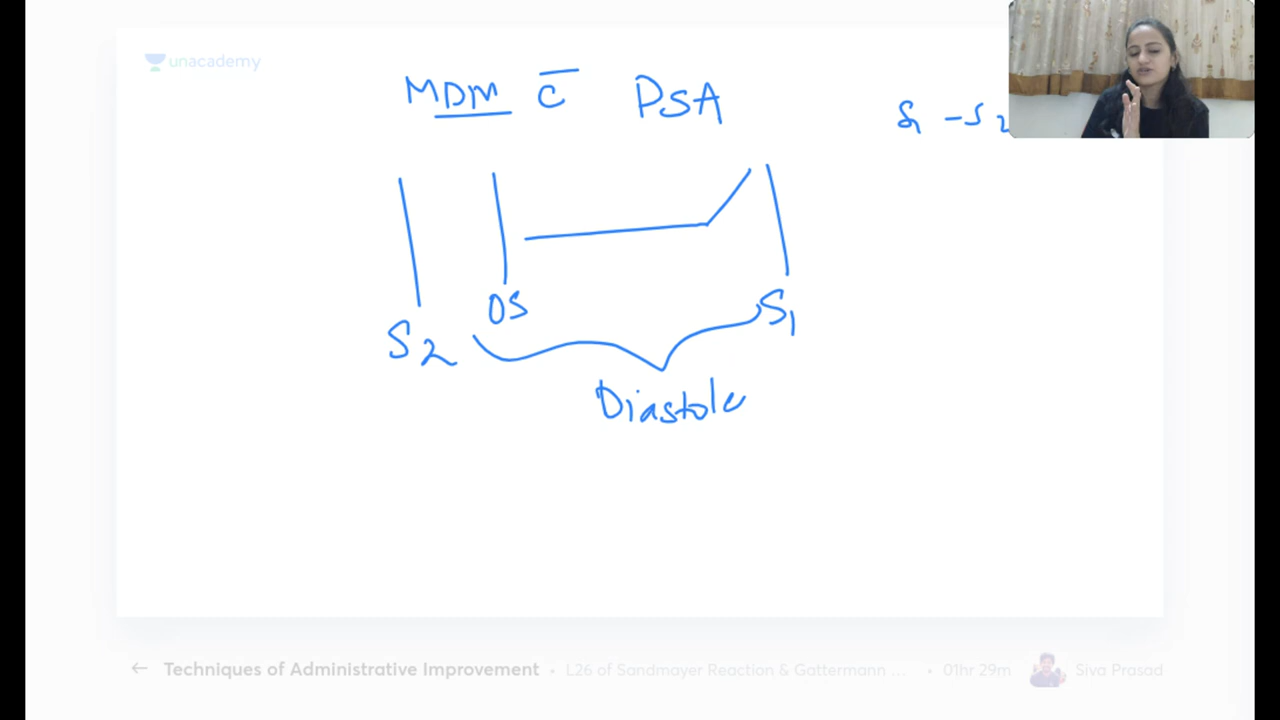 unacademy
MDM c̅ PSA
S1 - S2
OS
S2
S1
Diastole
← Techniques of Administrative Improvement • L26 of Sandmayer Reaction & Gattermann ... • 01hr 29m Siva Prasad